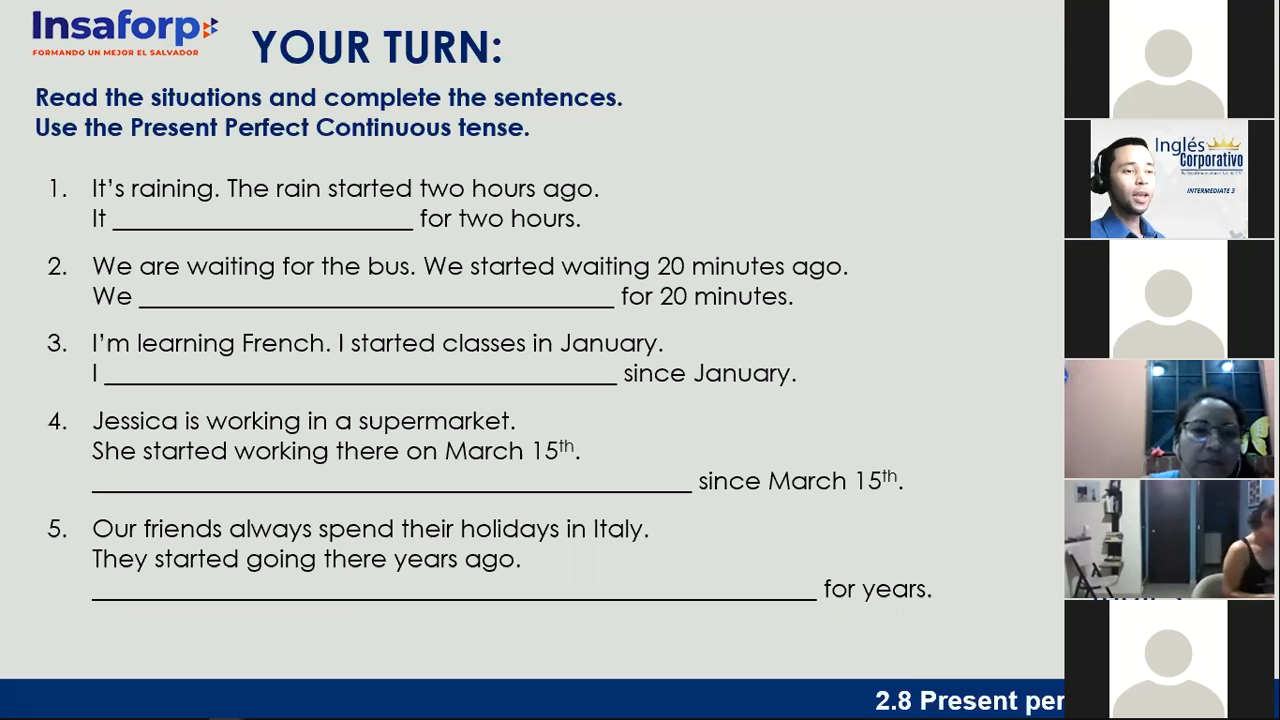 Insaforp
FORMANDO UN MEJOR EL SALVADOR
YOUR TURN:
Read the situations and complete the sentences.
Use the Present Perfect Continuous tense.
1. It’s raining. The rain started two hours ago.
It ______________________ for two hours.
2. We are waiting for the bus. We started waiting 20 minutes ago.
We ___________________________________ for 20 minutes.
3. I’m learning French. I started classes in January.
I ______________________________________ since January.
4. Jessica is working in a supermarket.
She started working there on March 15th.
____________________________________________ since March 15th.
5. Our friends always spend their holidays in Italy.
They started going there years ago.
_____________________________________________________ for years.
2.8 Present per
Inglés
Corporativo
INTERMEDIATE 3